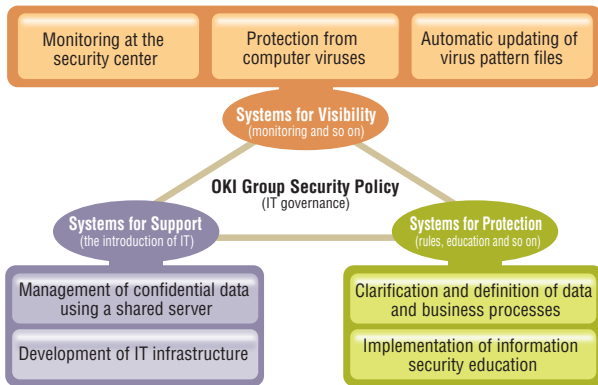 Monitoring at the
security center
Protection from
computer viruses
Automatic updating of
virus pattern files
Systems for Visibility
(monitoring and so on)
OKI Group Security Policy
(IT governance)
Systems for Support
(the introduction of IT)
Systems for Protection
(rules, education and so on)
Management of confidential data
using a shared server
Development of IT infrastructure
Clarification and definition of data
and business processes
Implementation of information
security education